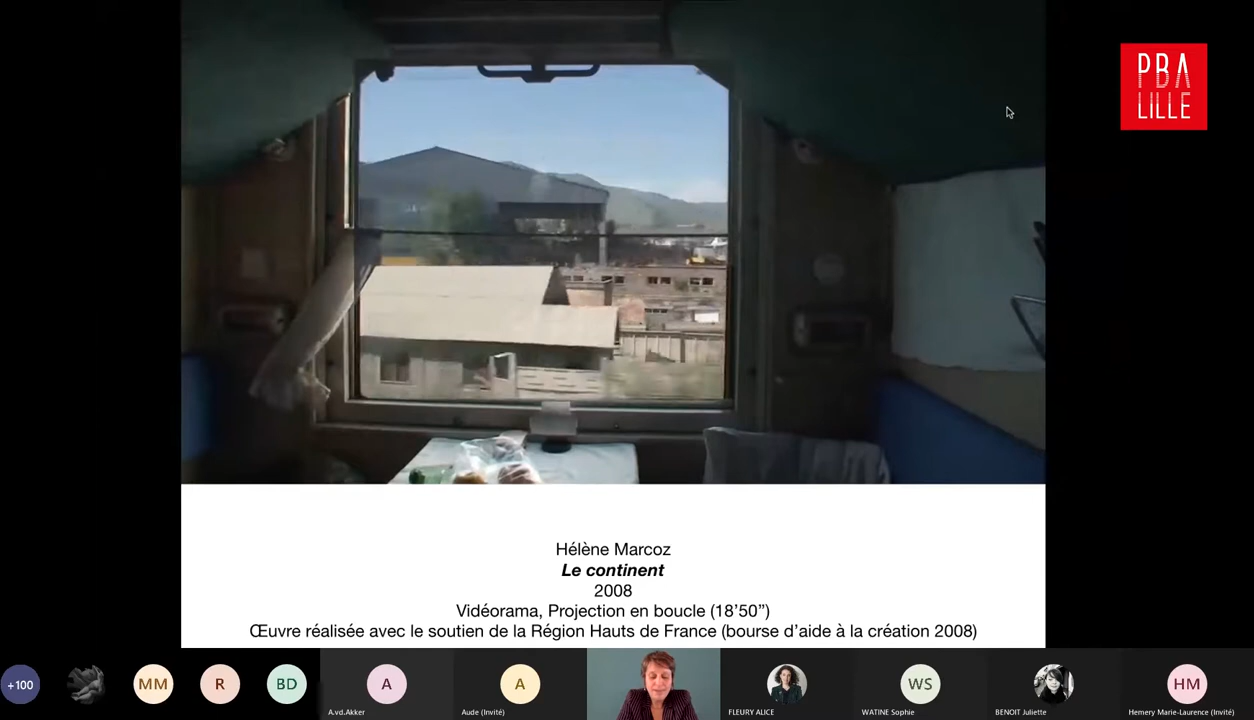 PBA
LILLE
Hélène Marcoz
Le continent
2008
Vidéorama, Projection en boucle (18’50”)
Œuvre réalisée avec le soutien de la Région Hauts de France (bourse d’aide à la création 2008)
+100
MM
R
BD
A
A.vd.Akker
A
Aude (Invité)
FLEURY ALICE
WS
WATINE Sophie
BENOIT Juliette
HM
Hemery Marie-Laurence (Invité)